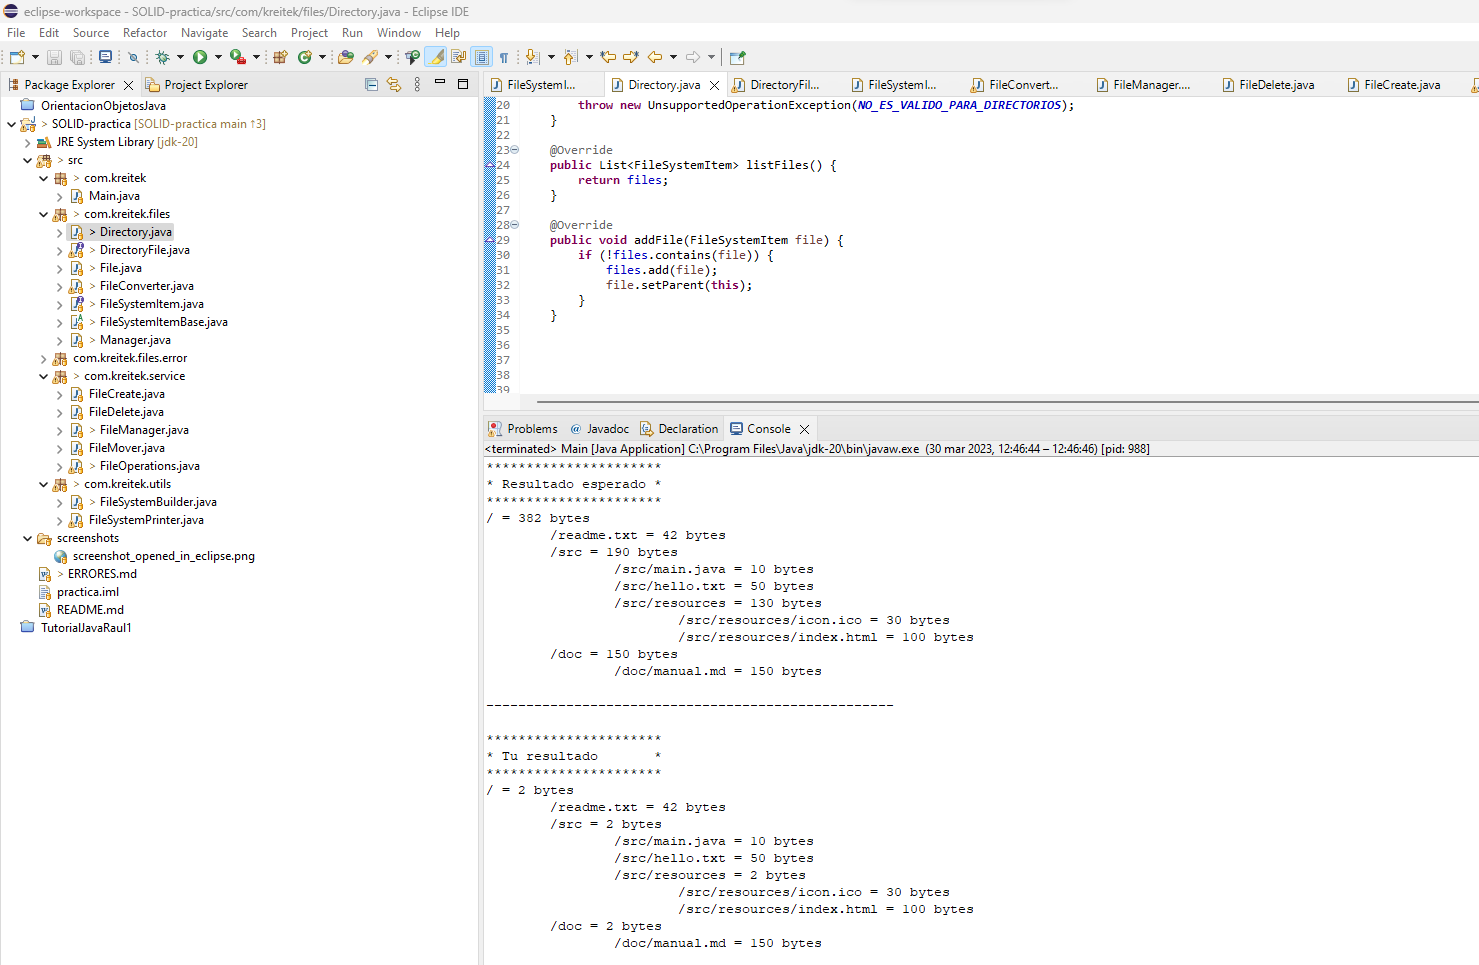 eclipse-workspace - SOLID-practica/src/com/kreitek/files/Directory.java - Eclipse IDE
File Edit Source Refactor Navigate Search Project Run Window Help
Package Explorer Project Explorer
OrientacionObjetosJava
> SOLID-practica [SOLID-practica main ↑3]
JRE System Library [jdk-20]
> src
> com.kreitek
Main.java
> com.kreitek.files
> Directory.java
> DirectoryFile.java
> File.java
> FileConverter.java
> FileSystemItem.java
> FileSystemItemBase.java
> Manager.java
com.kreitek.files.error
> com.kreitek.service
FileCreate.java
FileDelete.java
> FileManager.java
FileMover.java
> FileOperations.java
> com.kreitek.utils
> FileSystemBuilder.java
FileSystemPrinter.java
screenshots
screenshot_opened_in_eclipse.png
> ERRORES.md
practica.iml
README.md
TutorialJavaRaul1
FileSystemI... Directory.java DirectoryFil... FileSystemI... FileConvert... FileManager.... FileDelete.java FileCreate.java
20 throw new UnsupportedOperationException(NO_ES_VALIDO_PARA_DIRECTORIOS);
21 }
22
23 @Override
24 public List<FileSystemItem> listFiles() {
25 return files;
26 }
27
28 @Override
29 public void addFile(FileSystemItem file) {
30 if (!files.contains(file)) {
31 files.add(file);
32 file.setParent(this);
33 }
34 }
35
36
37
38
39
Problems Javadoc Declaration Console
<terminated> Main [Java Application] C:\Program Files\Java\jdk-20\bin\javaw.exe (30 mar 2023, 12:46:44 – 12:46:46) [pid: 988]
**********************
* Resultado esperado *
**********************
/ = 382 bytes
/readme.txt = 42 bytes
/src = 190 bytes
/src/main.java = 10 bytes
/src/hello.txt = 50 bytes
/src/resources = 130 bytes
/src/resources/icon.ico = 30 bytes
/src/resources/index.html = 100 bytes
/doc = 150 bytes
/doc/manual.md = 150 bytes
---------------------------------------------------
**********************
* Tu resultado *
**********************
/ = 2 bytes
/readme.txt = 42 bytes
/src = 2 bytes
/src/main.java = 10 bytes
/src/hello.txt = 50 bytes
/src/resources = 2 bytes
/src/resources/icon.ico = 30 bytes
/src/resources/index.html = 100 bytes
/doc = 2 bytes
/doc/manual.md = 150 bytes